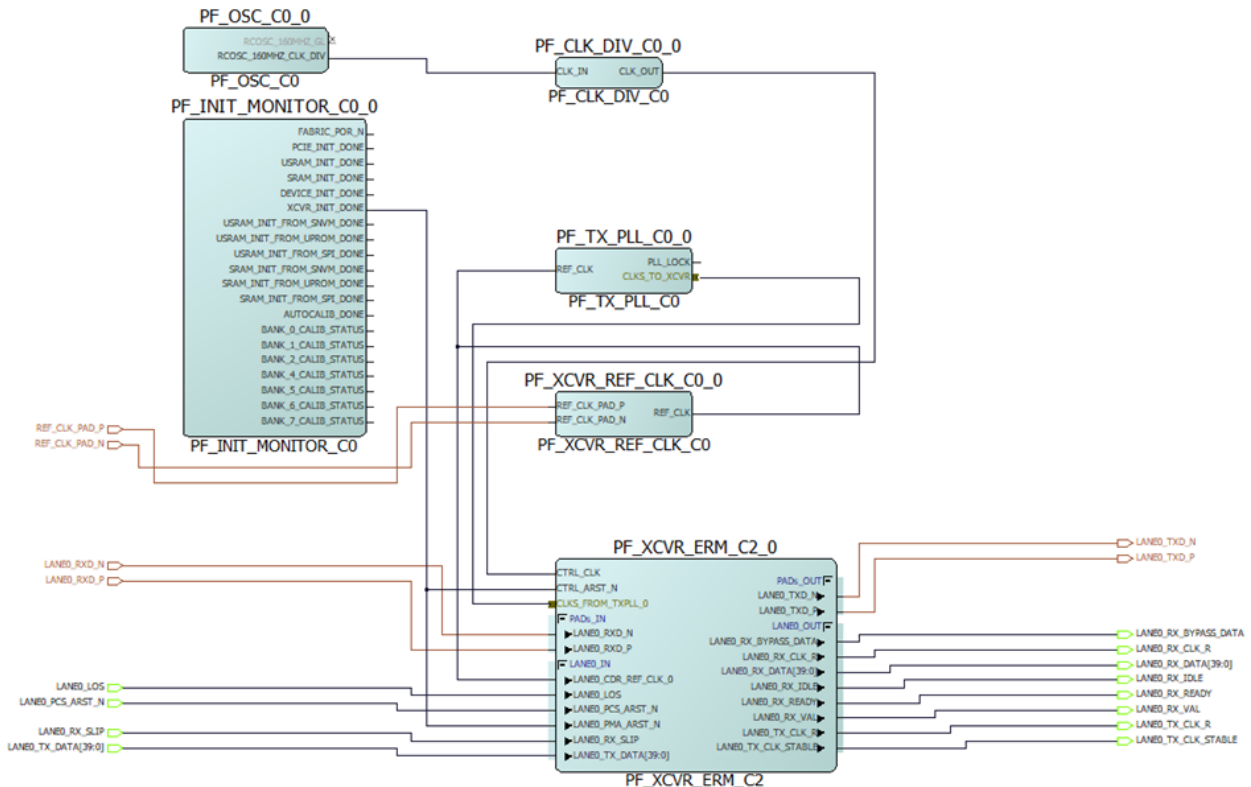 PF_OSC_C0_0
RCOSC_160MHZ_GL
RCOSC_160MHZ_CLK_DIV
PF_OSC_C0
PF_CLK_DIV_C0_0
CLK_IN CLK_OUT
PF_CLK_DIV_C0
PF_INIT_MONITOR_C0_0
FABRIC_POR_N
PCIE_INIT_DONE
USRAM_INIT_DONE
SRAM_INIT_DONE
DEVICE_INIT_DONE
XCVR_INIT_DONE
USRAM_INIT_FROM_SNVM_DONE
USRAM_INIT_FROM_UPROM_DONE
USRAM_INIT_FROM_SPI_DONE
SRAM_INIT_FROM_SNVM_DONE
SRAM_INIT_FROM_UPROM_DONE
SRAM_INIT_FROM_SPI_DONE
AUTOCALIB_DONE
BANK_0_CALIB_STATUS
BANK_1_CALIB_STATUS
BANK_2_CALIB_STATUS
BANK_4_CALIB_STATUS
BANK_5_CALIB_STATUS
BANK_6_CALIB_STATUS
BANK_7_CALIB_STATUS
PF_INIT_MONITOR_C0
PF_TX_PLL_C0_0
PLL_LOCK
REF_CLK
CLKS_TO_XCVR
PF_TX_PLL_C0
PF_XCVR_REF_CLK_C0_0
REF_CLK_PAD_P
REF_CLK_PAD_N
REF_CLK
PF_XCVR_REF_CLK_C0
REF_CLK_PAD_P
REF_CLK_PAD_N
LANE0_RXD_N
LANE0_RXD_P
LANE0_LOS
LANE0_PCS_ARST_N
LANE0_RX_SLIP
LANE0_TX_DATA[39:0]
PF_XCVR_ERM_C2_0
CTRL_CLK
CTRL_ARST_N
CLKS_FROM_TXPLL_0
PADs_IN
LANE0_RXD_N
LANE0_RXD_P
LANE0_IN
LANE0_CDR_REF_CLK_0
LANE0_LOS
LANE0_PCS_ARST_N
LANE0_PMA_ARST_N
LANE0_RX_SLIP
LANE0_TX_DATA[39:0]
PADs_OUT
LANE0_TXD_N
LANE0_TXD_P
LANE0_OUT
LANE0_RX_BYPASS_DATA
LANE0_RX_CLK_R
LANE0_RX_DATA[39:0]
LANE0_RX_IDLE
LANE0_RX_READY
LANE0_RX_VAL
LANE0_TX_CLK_R
LANE0_TX_CLK_STABLE
PF_XCVR_ERM_C2
LANE0_TXD_N
LANE0_TXD_P
LANE0_RX_BYPASS_DATA
LANE0_RX_CLK_R
LANE0_RX_DATA[39:0]
LANE0_RX_IDLE
LANE0_RX_READY
LANE0_RX_VAL
LANE0_TX_CLK_R
LANE0_TX_CLK_STABLE